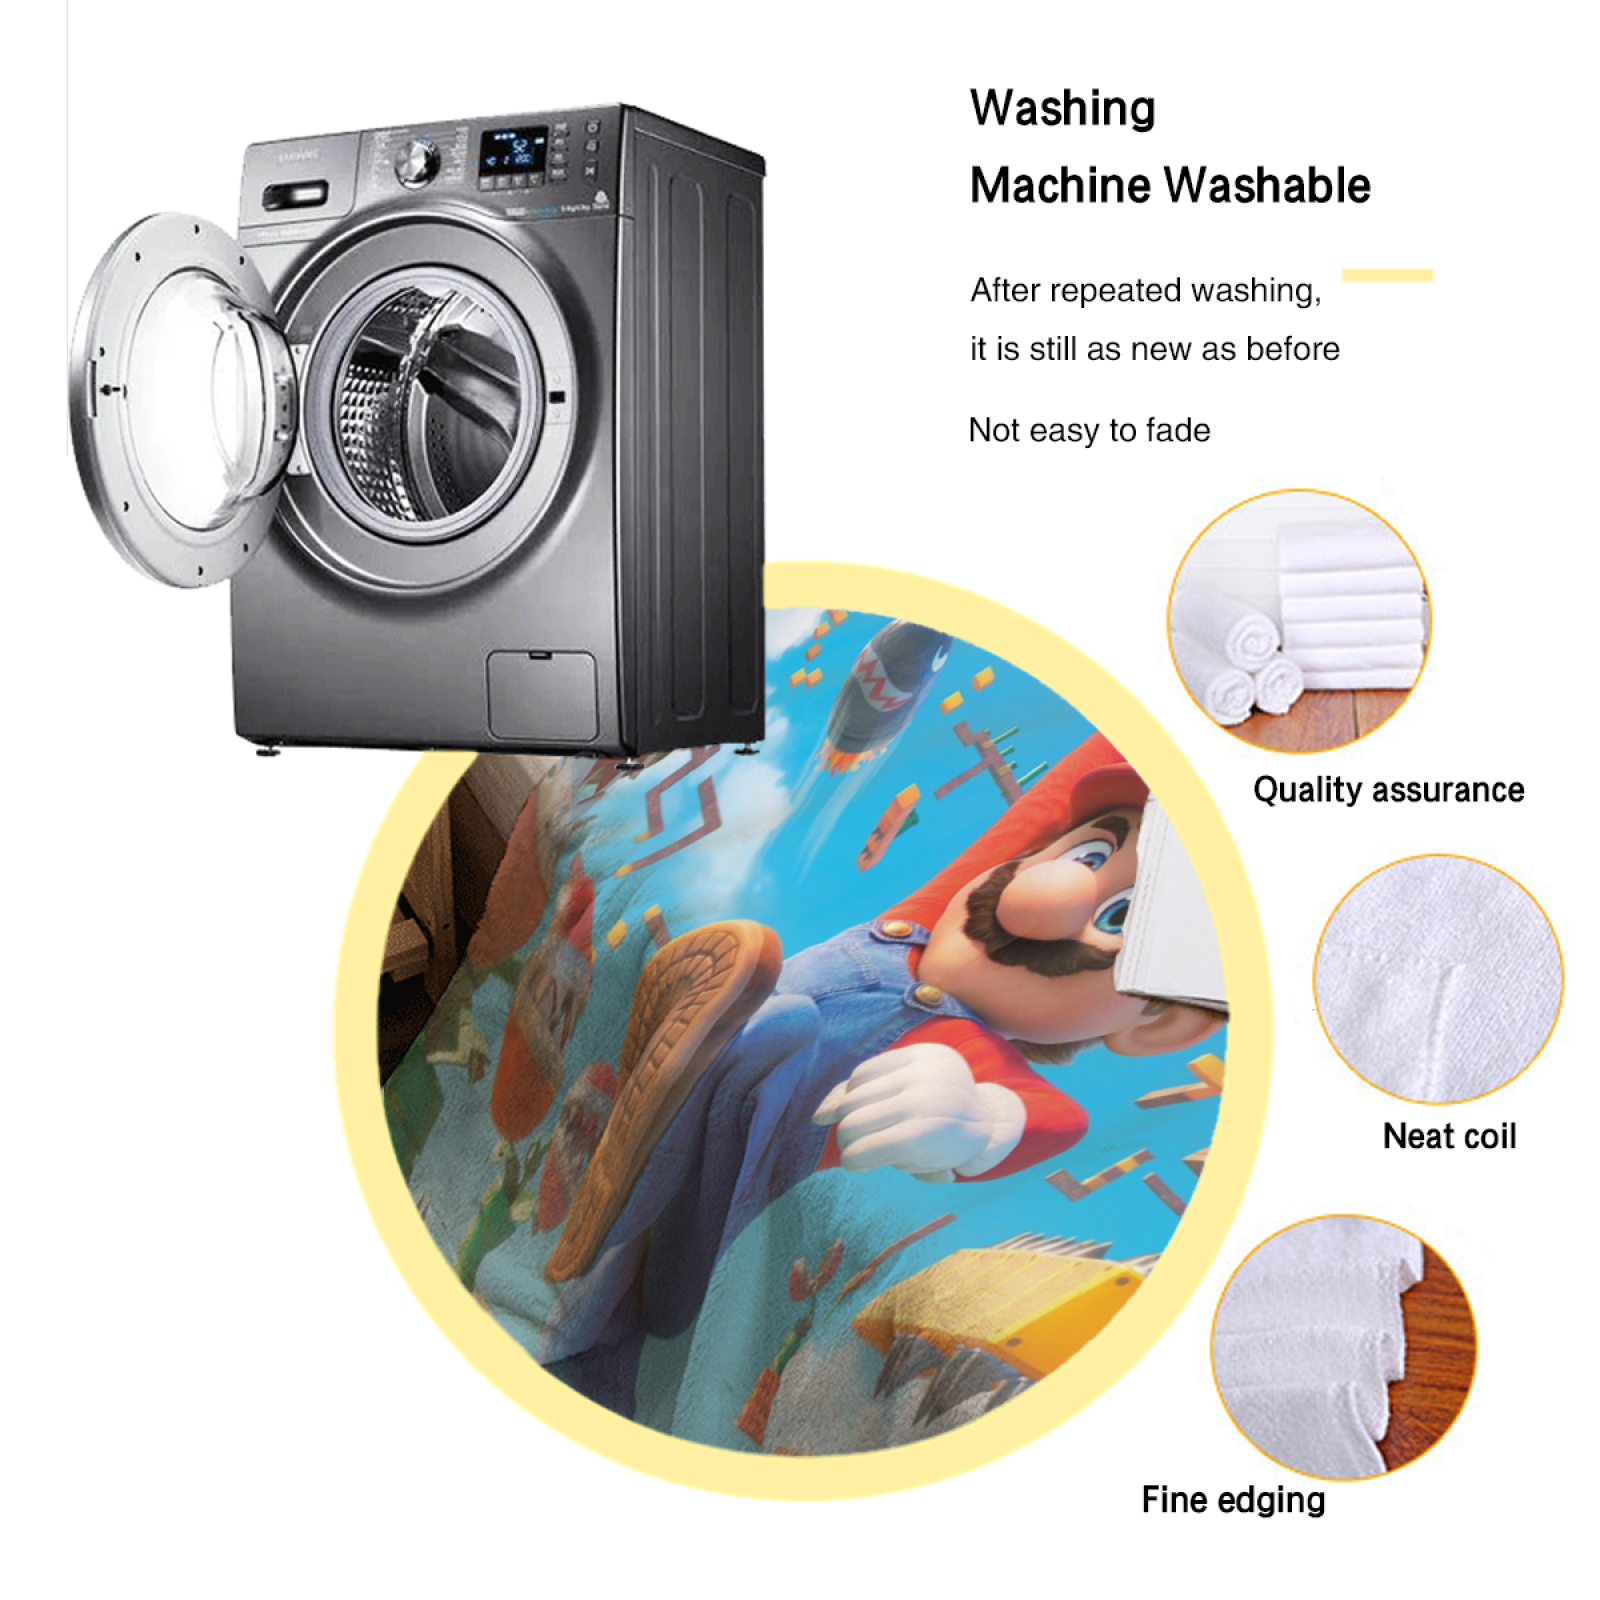 Washing
Machine Washable
After repeated washing,
it is still as new as before
Not easy to fade
Quality assurance
Neat coil
Fine edging